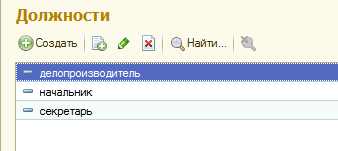 Должности
Создать Найти...
делопроизводитель
начальник
секретарь